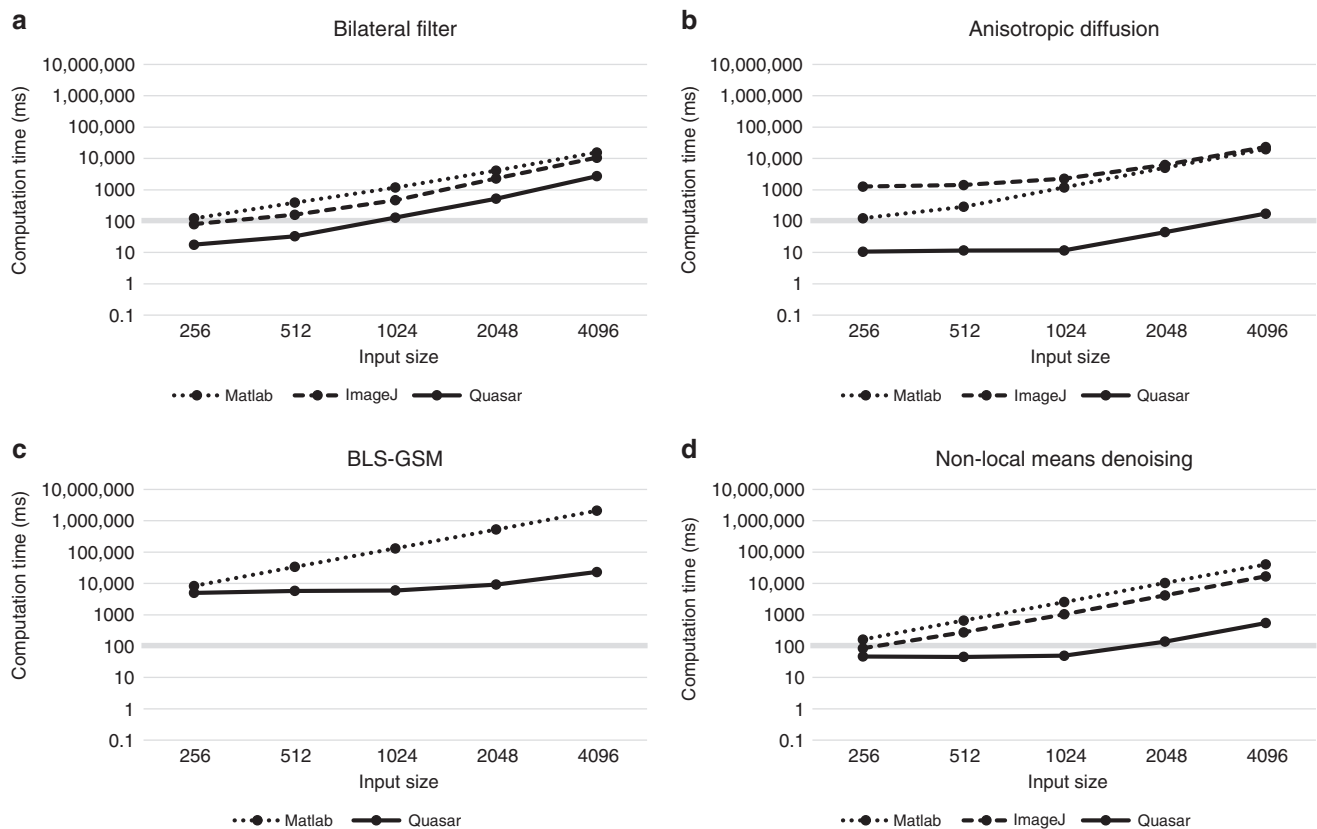 a
Bilateral filter
Computation time (ms)
10,000,000
1,000,000
100,000
10,000
1000
100
10
1
0.1
256 512 1024 2048 4096
Input size
Matlab ImageJ Quasar
b
Anisotropic diffusion
Computation time (ms)
10,000,000
1,000,000
100,000
10,000
1000
100
10
1
0.1
256 512 1024 2048 4096
Input size
Matlab ImageJ Quasar
c
BLS-GSM
Computation time (ms)
10,000,000
1,000,000
100,000
10,000
1000
100
10
1
0.1
256 512 1024 2048 4096
Input size
Matlab Quasar
d
Non-local means denoising
Computation time (ms)
10,000,000
1,000,000
100,000
10,000
1000
100
10
1
0.1
256 512 1024 2048 4096
Input size
Matlab ImageJ Quasar